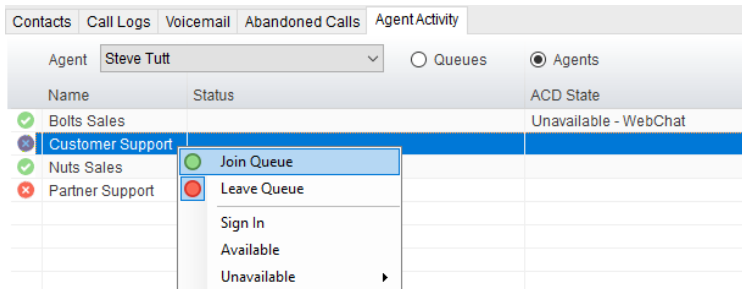 Contacts Call Logs Voicemail Abandoned Calls Agent Activity
Agent Steve Tutt Queues Agents
Name Status ACD State
Bolts Sales Unavailable - WebChat
Customer Support
Join Queue
Nuts Sales
Leave Queue
Partner Support
Sign In
Available
Unavailable